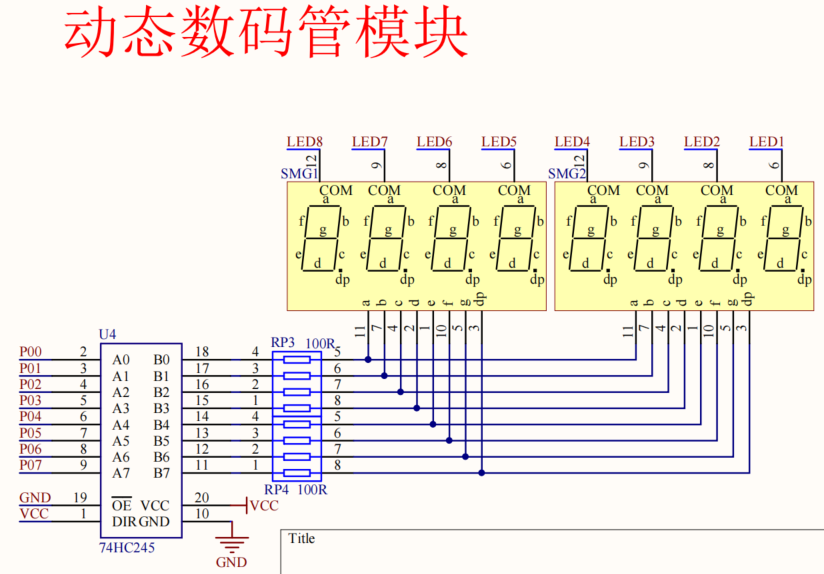 动态数码管模块
LED8 LED7 LED6 LED5 LED4 LED3 LED2 LED1
12 9 8 6 12 9 8 6
SMG1 SMG2
COM COM COM COM COM COM COM COM
a a a a a a a a
f b f b f b f b f b f b f b f b
g g g g g g g g
e c e c e c e c e c e c e c e c
d d d d d d d d
dp dp dp dp dp dp dp dp
a b c d e f g dp a b c d e f g dp
11 7 4 2 1 10 5 3 11 7 4 2 1 10 5 3
U4
RP3 100R
P00 2 A0 B0 18 4 5
P01 3 A1 B1 17 3 6
P02 4 A2 B2 16 2 7
P03 5 A3 B3 15 1 8
P04 6 A4 B4 14 4 5
P05 7 A5 B5 13 3 6
P06 8 A6 B6 12 2 7
P07 9 A7 B7 11 1 8
RP4 100R
GND 19 OE VCC 20 VCC
VCC 1 DIR GND 10
74HC245
GND
Title